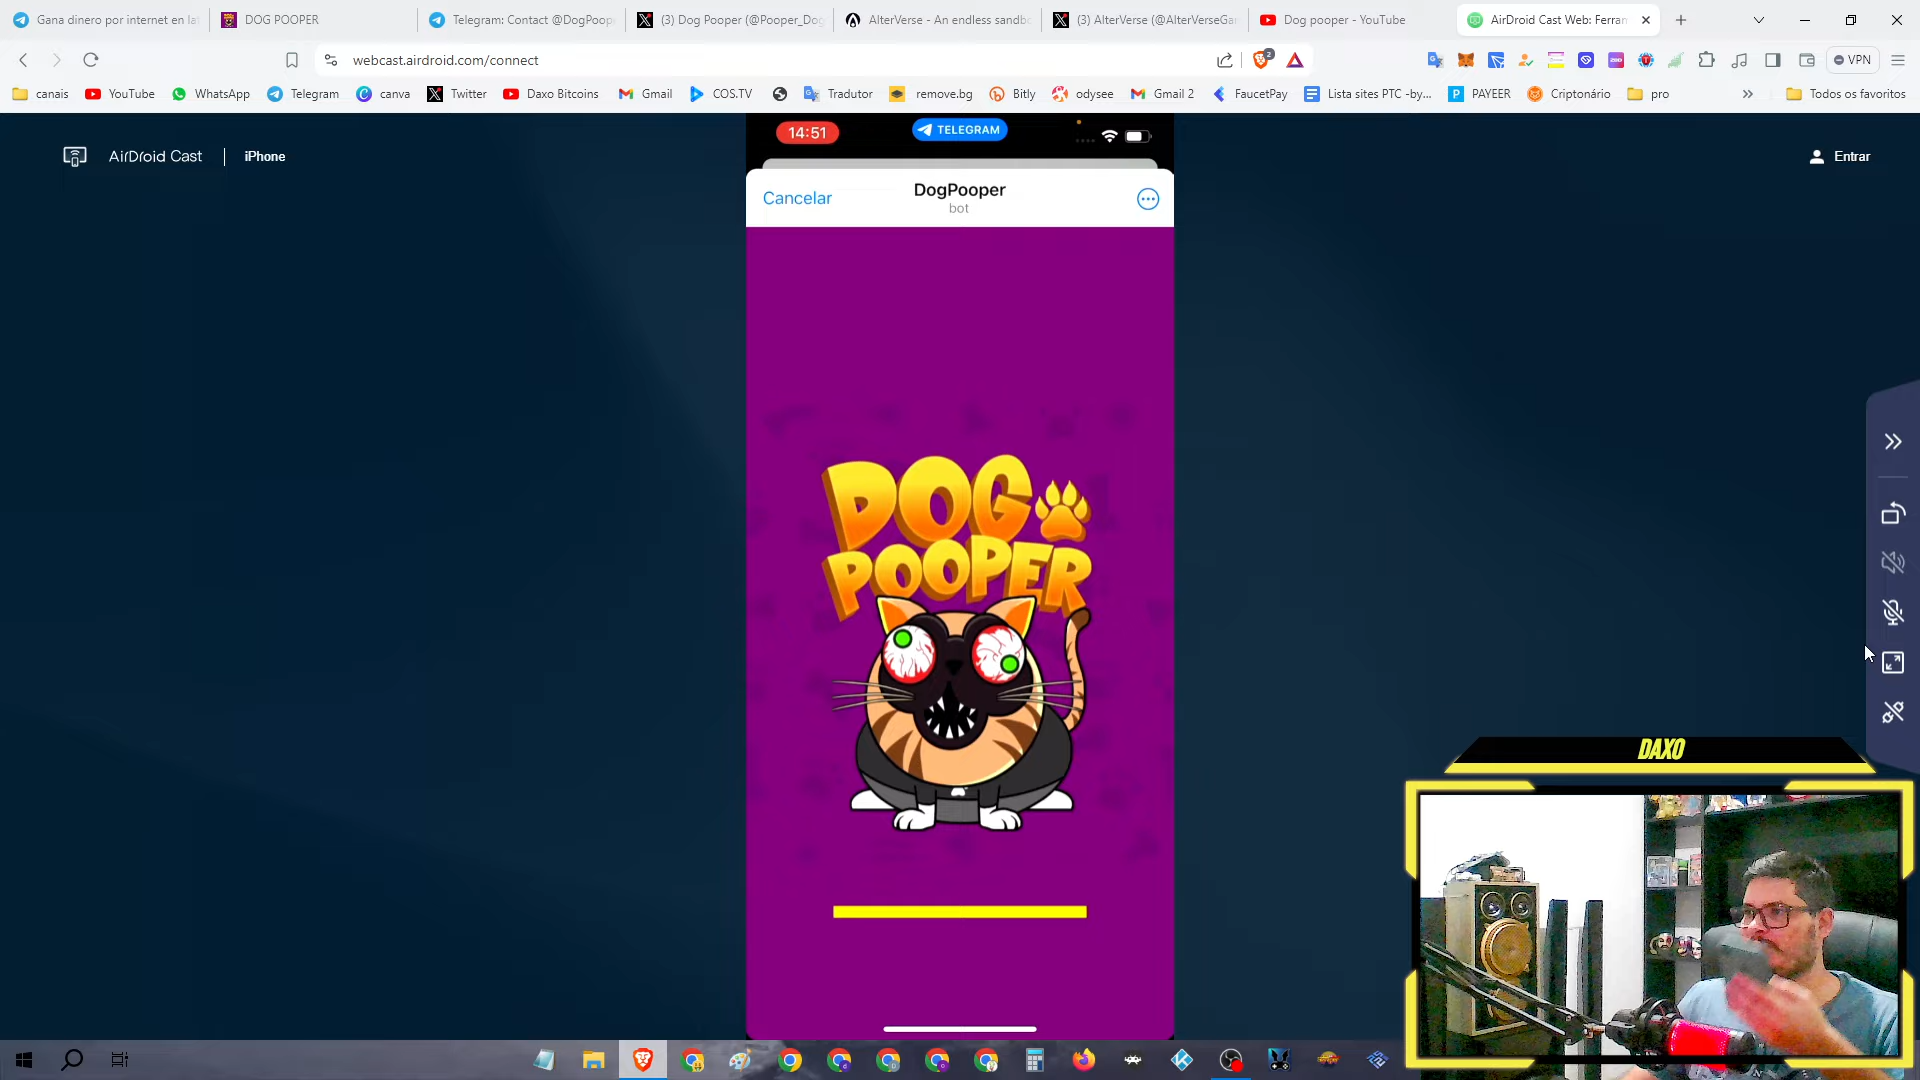 Gana dinero por internet en la
DOG POOPER
Telegram: Contact @DogPoop
(3) Dog Pooper (@Pooper_Dog
AlterVerse - An endless sandb
(3) AlterVerse (@AlterVerseGa
Dog pooper - YouTube
AirDroid Cast Web: Ferran
webcast.airdroid.com/connect
2
VPN
canais
YouTube
WhatsApp
Telegram
canva
Twitter
Daxo Bitcoins
Gmail
COS.TV
Tradutor
remove.bg
Bitly
odysee
Gmail 2
FaucetPay
Lista sites PTC -by...
PAYEER
Criptonário
pro
Todos os favoritos
AirDroid Cast
iPhone
Entrar
14:51
TELEGRAM
Cancelar
DogPooper
bot
DOG
POOPER
DAXO